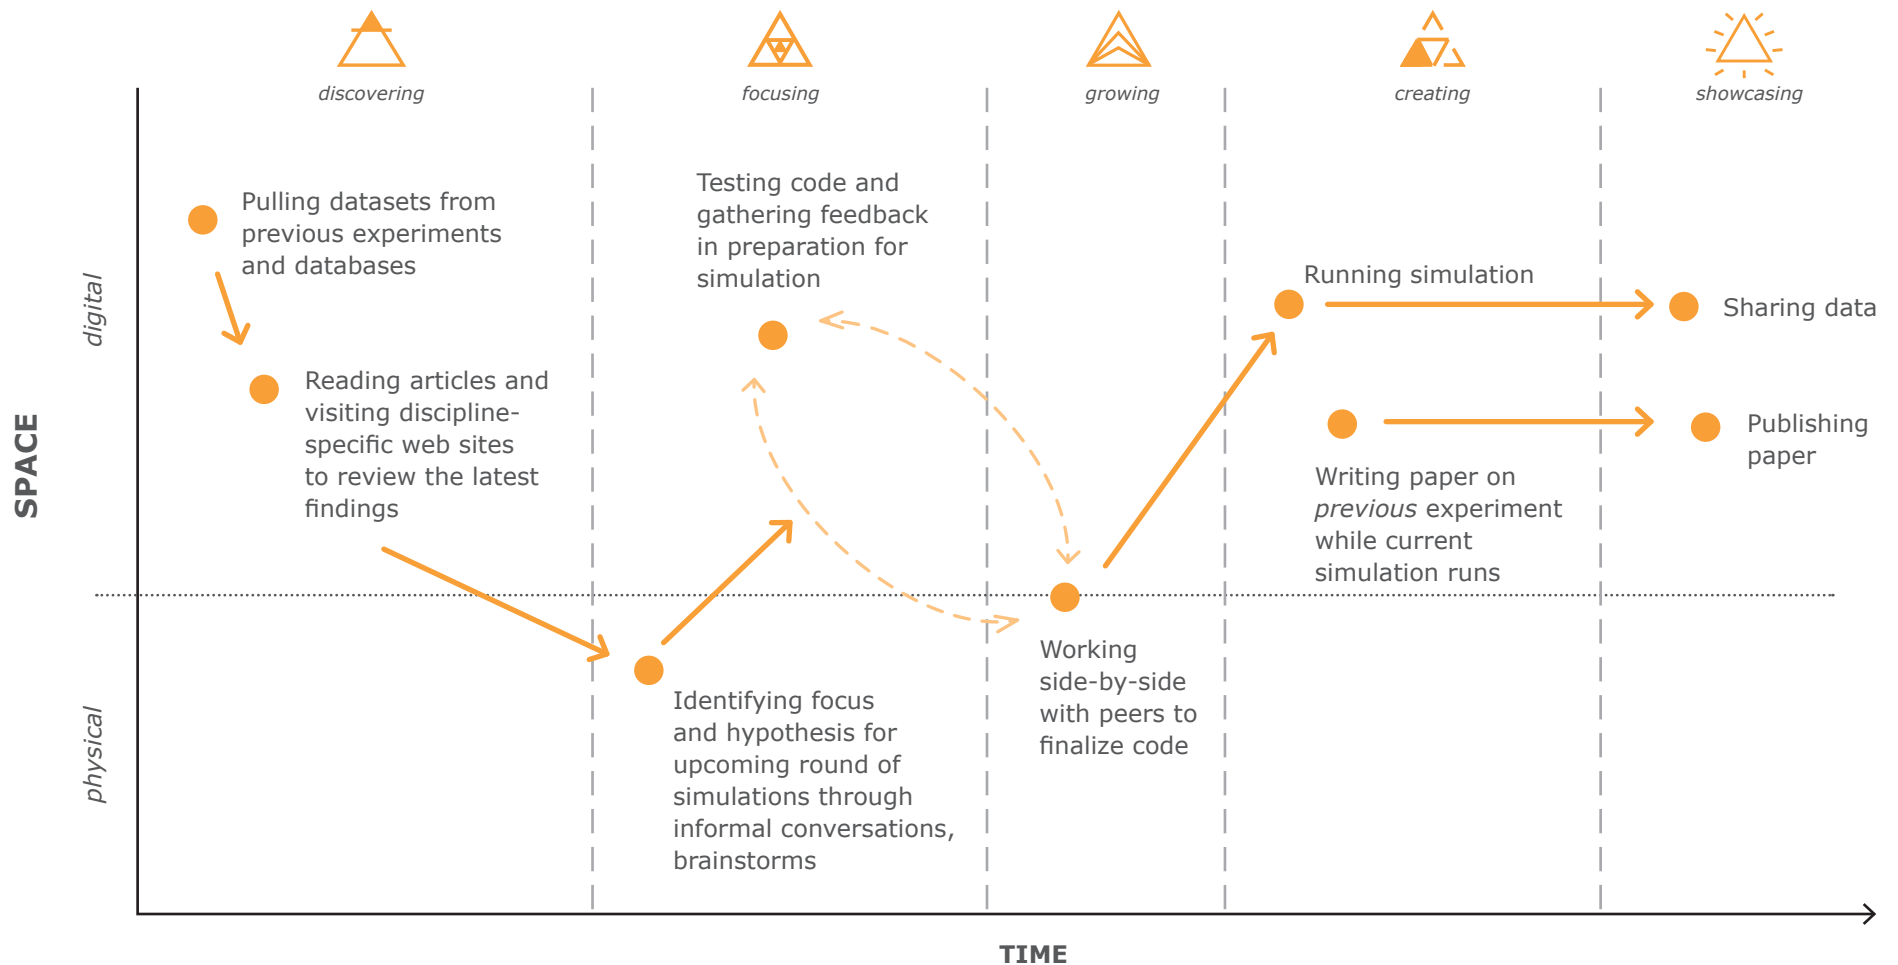 discovering
focusing
growing
creating
showcasing
SPACE
digital
physical
Pulling datasets from
previous experiments
and databases
Reading articles and
visiting discipline-
specific web sites
to review the latest
findings
Testing code and
gathering feedback
in preparation for
simulation
Identifying focus
and hypothesis for
upcoming round of
simulations through
informal conversations,
brainstorms
Working
side-by-side
with peers to
finalize code
Running simulation
Writing paper on
previous experiment
while current
simulation runs
Sharing data
Publishing
paper
TIME